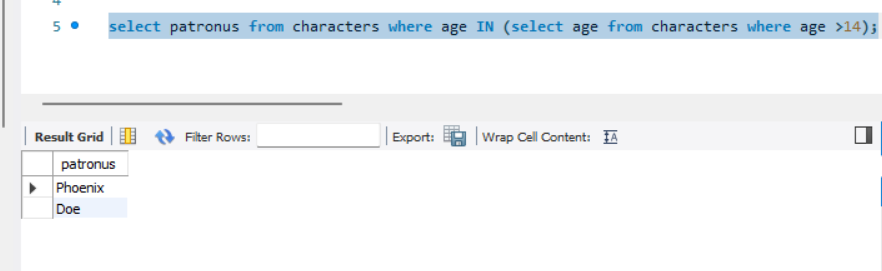 4
5 select patronus from characters where age IN (select age from characters where age >14);
Result Grid Filter Rows: Export: Wrap Cell Content: IA
patronus
Phoenix
Doe